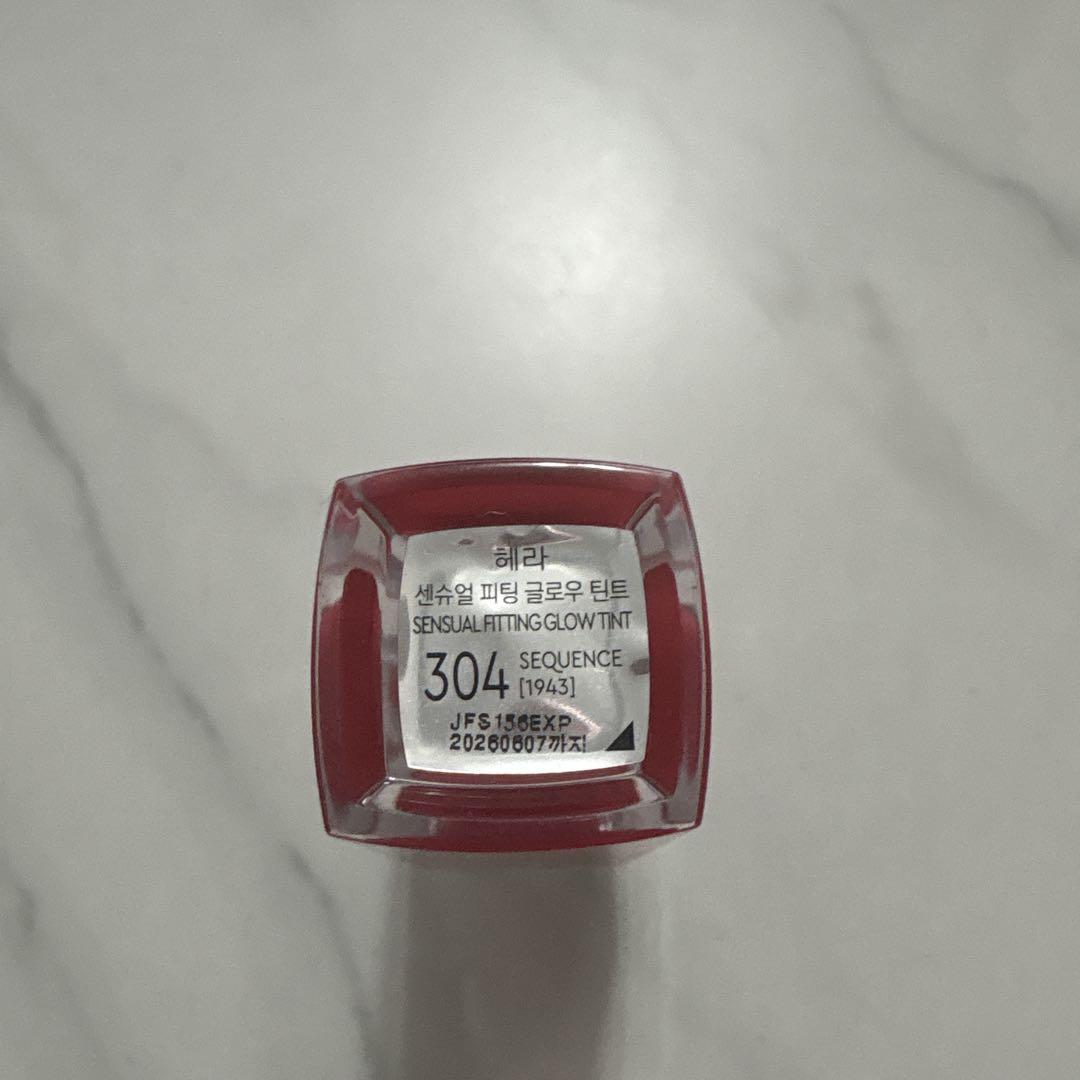 헤라
센슈얼 피팅 글로우 틴트
SENSUAL FITTING GLOW TINT
304 SEQUENCE
[1943]
JFS156EXP
20260607까지